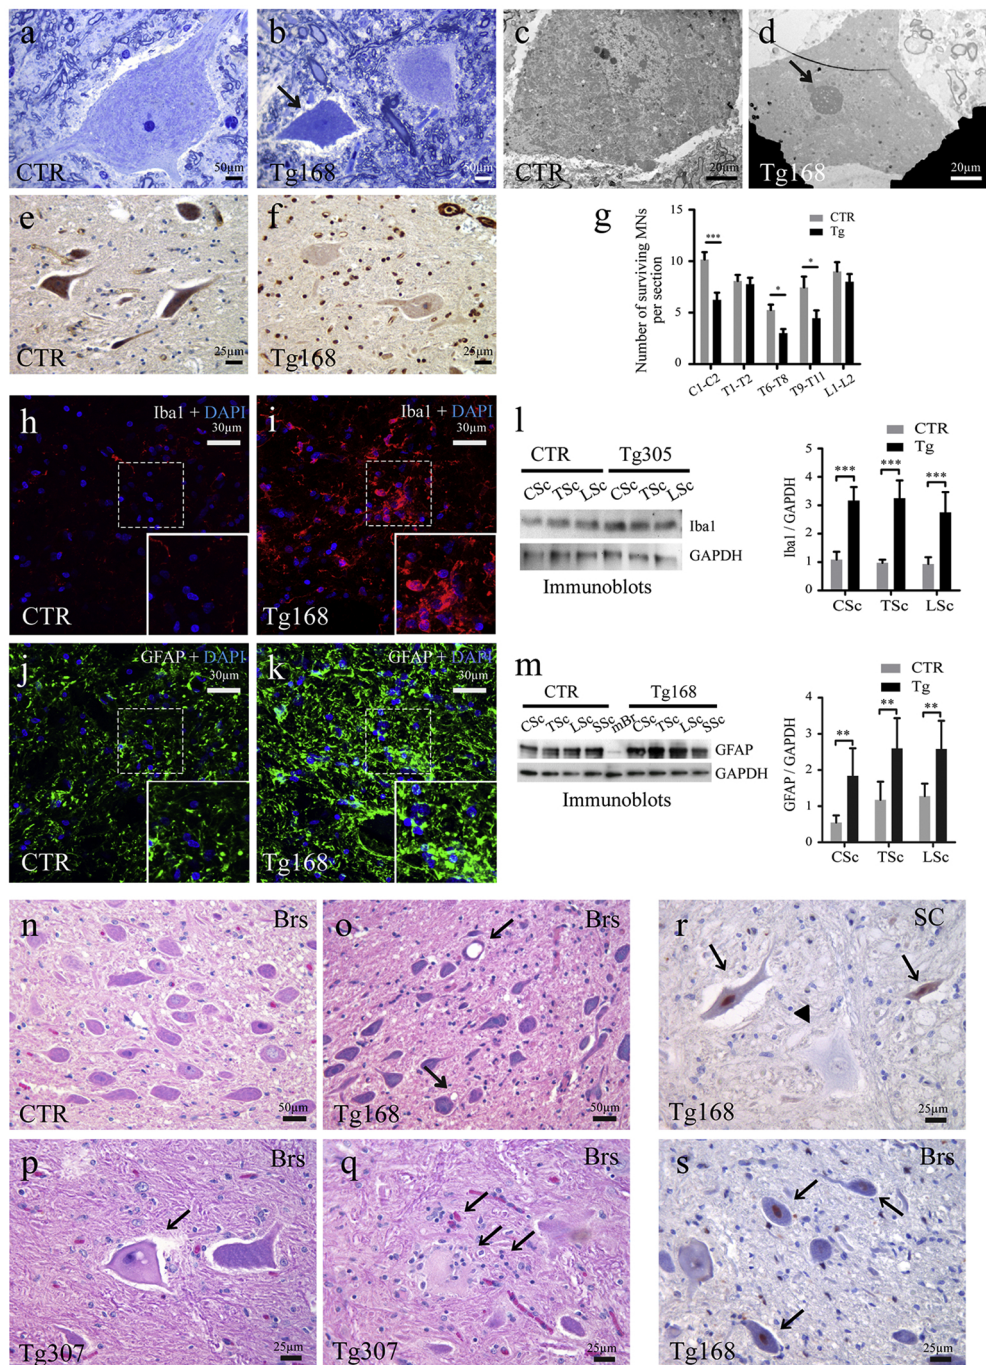 a
CTR
50µm
b
Tg168
50µm
c
CTR
20µm
d
Tg168
20µm
e
CTR
25µm
f
Tg168
25µm
g
Number of surviving MNs
per section
15
10
5
0
CTR
Tg
***
*
*
C1-C2
T1-T2
T6-T8
T9-T11
L1-L2
h
Iba1 + DAPI
30µm
CTR
i
Iba1 + DAPI
30µm
Tg168
j
GFAP + DAPI
30µm
CTR
k
GFAP + DAPI
30µm
Tg168
l
CTR Tg305
CSc TSc LSc CSc TSc LSc
Iba1
GAPDH
Immunoblots
CTR
Tg
Iba1 / GAPDH
5
4
3
2
1
0
*** *** ***
CSc TSc LSc
m
CTR Tg168
CSc TSc LSc SSc mBr CSc TSc LSc SSc
GFAP
GAPDH
Immunoblots
CTR
Tg
GFAP / GAPDH
4
3
2
1
0
** ** **
CSc TSc LSc
n
Brs
CTR
50µm
o
Brs
Tg168
50µm
p
Brs
Tg307
25µm
q
Brs
Tg307
25µm
r
SC
Tg168
25µm
s
Brs
Tg168
25µm